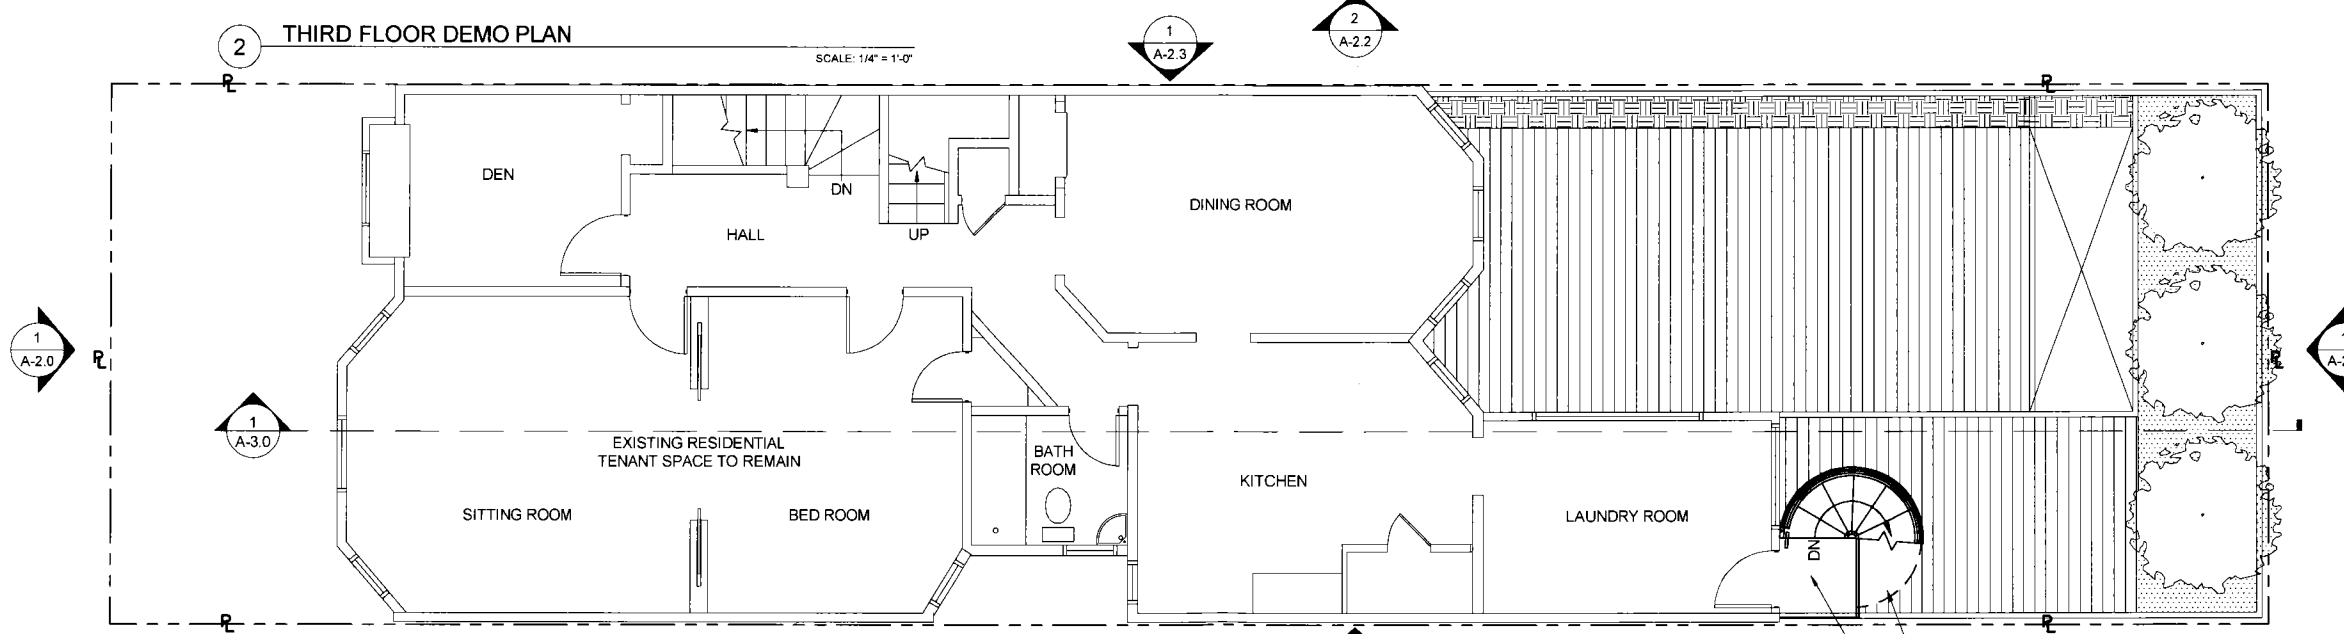 2
THIRD FLOOR DEMO PLAN
SCALE: 1/4" = 1'-0"
1
A-2.3
2
A-2.2
PL
PL
DEN
DN
HALL
UP
DINING ROOM
1
A-2.0
PL
PL
1
A-3.0
EXISTING RESIDENTIAL
TENANT SPACE TO REMAIN
BATH
ROOM
KITCHEN
SITTING ROOM
BED ROOM
LAUNDRY ROOM
DN
PL
PL